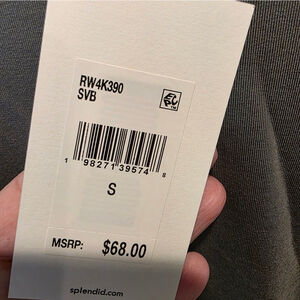 RW4K390
SVB
1 98271 39574 8
S
MSRP: $68.00
splendid.com